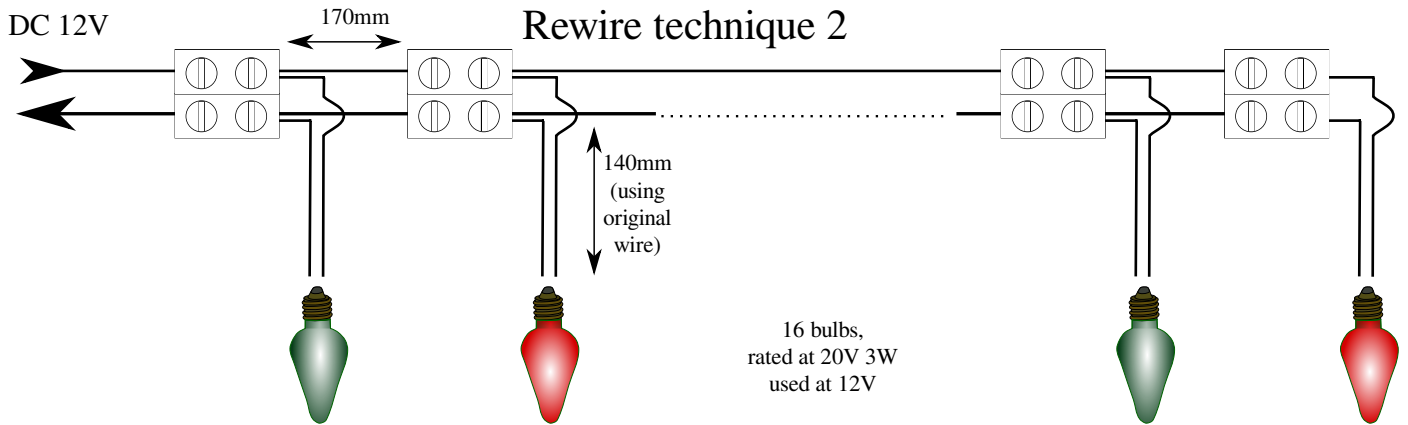 DC 12V
170mm
Rewire technique 2
140mm
(using
original
wire)
16 bulbs,
rated at 20V 3W
used at 12V